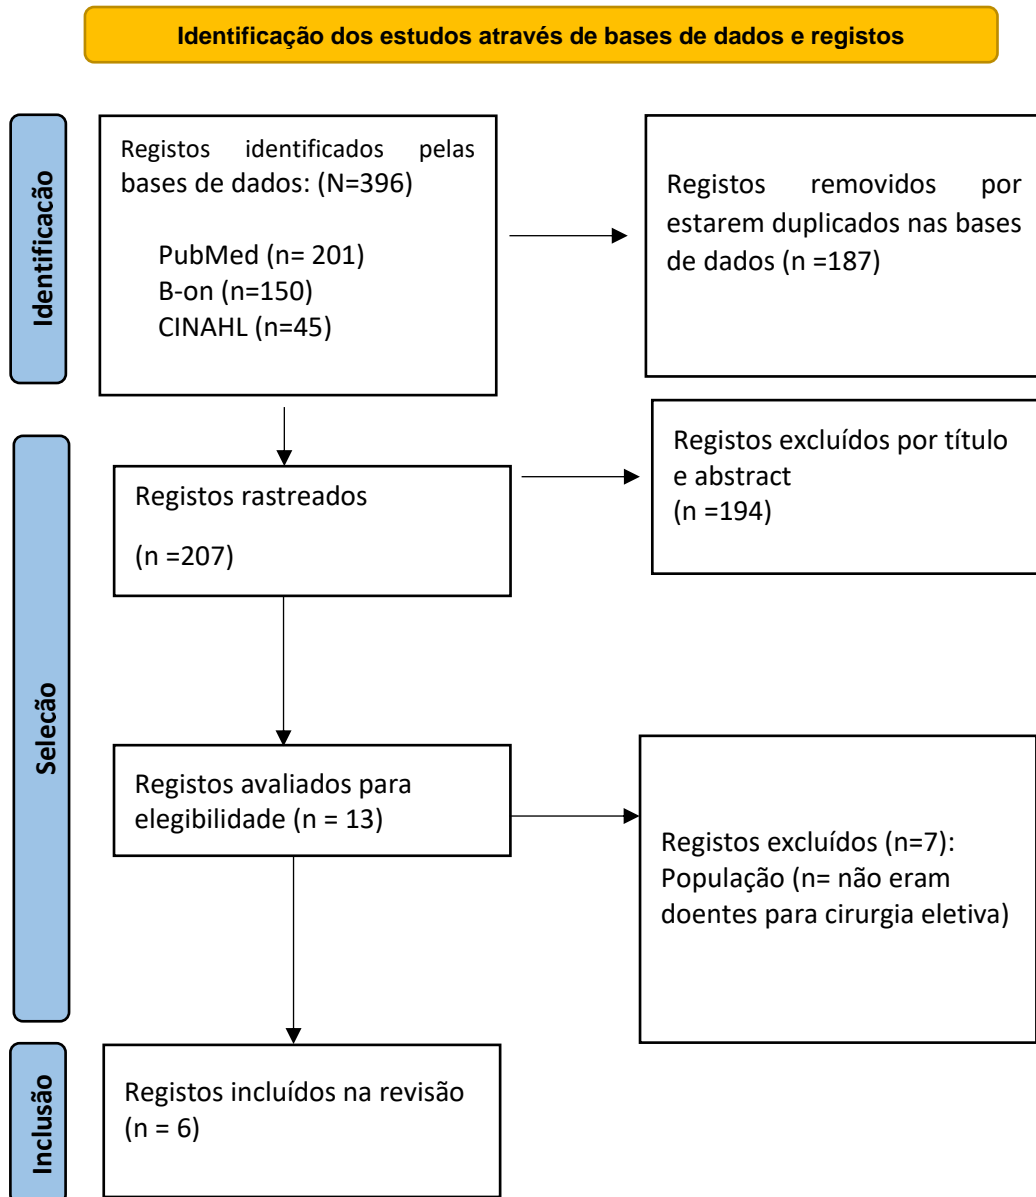 Identificação dos estudos através de bases de dados e registos
Identificação
Registos identificados pelas
bases de dados: (N=396)
PubMed (n= 201)
B-on (n=150)
CINAHL (n=45)
Registos removidos por
estarem duplicados nas bases
de dados (n =187)
Seleção
Registos rastreados
(n =207)
Registos excluídos por título
e abstract
(n =194)
Registos avaliados para
elegibilidade (n = 13)
Registos excluídos (n=7):
População (n= não eram
doentes para cirurgia eletiva)
Inclusão
Registos incluídos na revisão
(n = 6)